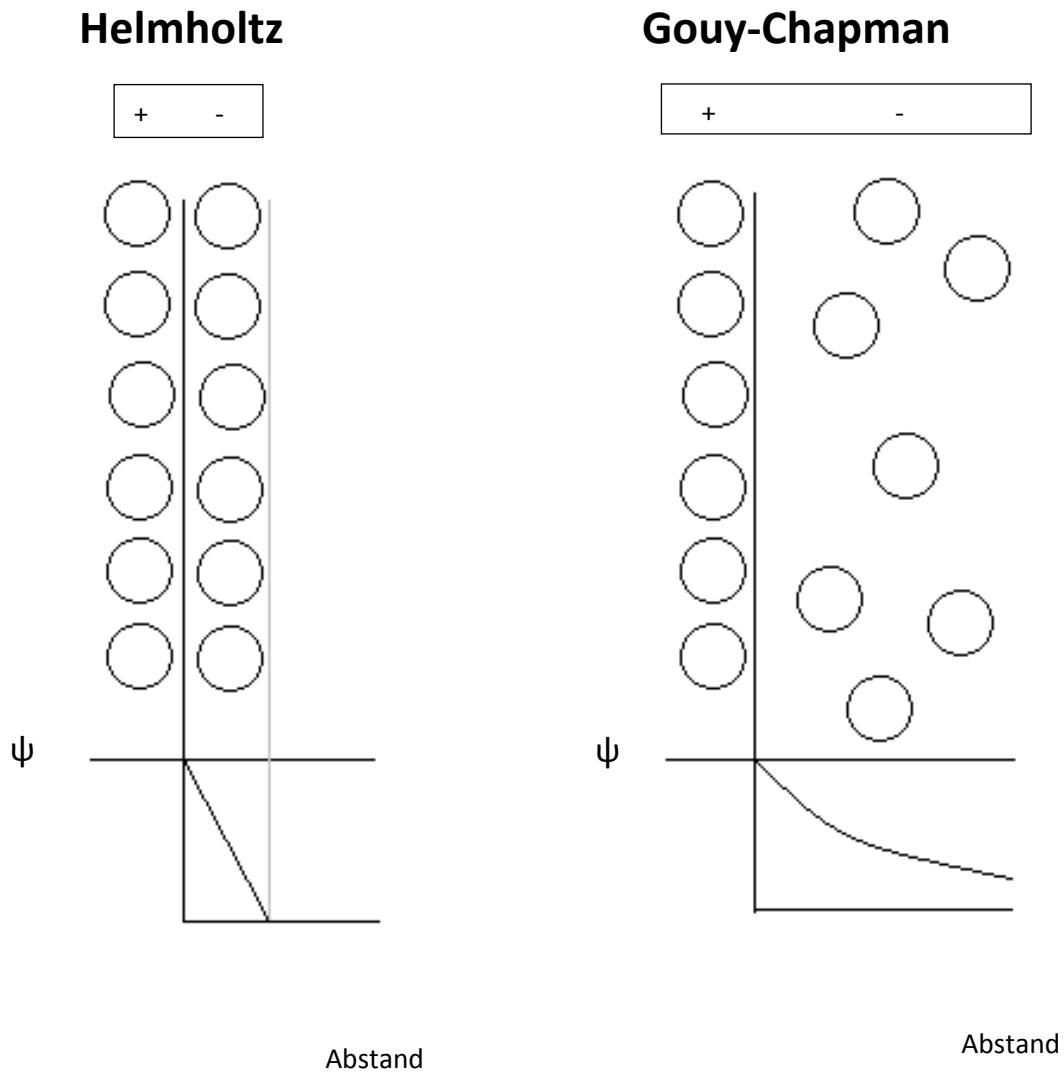 Helmholtz
Gouy-Chapman
+ -
+ -
ψ
ψ
Abstand
Abstand